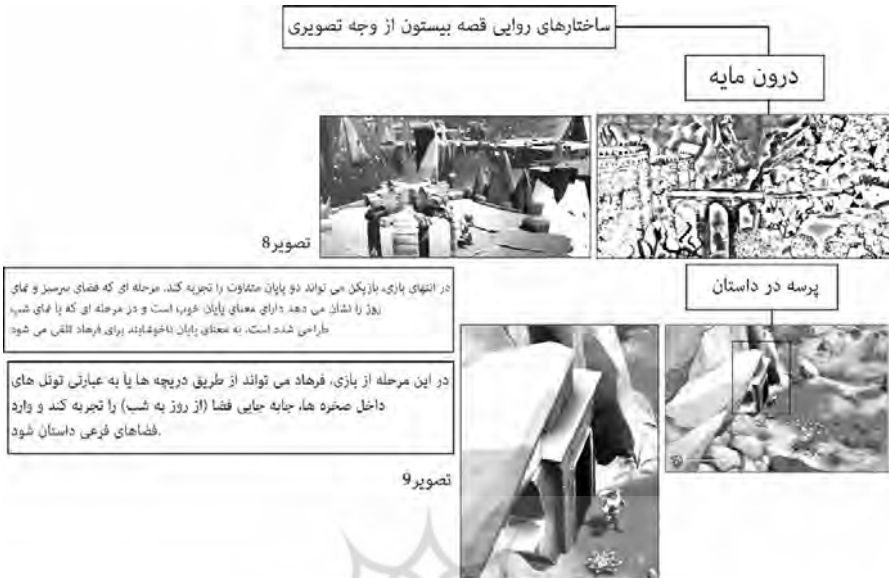 ساختارهای روایی قصه بیستون از وجه تصویری
درون مایه
تصویر8
در انتهای بازی، بازیکن می تواند دو پایان متفاوت را تجربه کند. مرحله ای که فضای سرسبز و نمای
روز را نشان می دهد دارای معنای پایان خوب است و در مرحله ای که با نمای شب
طراحی شده است، به معنای پایان ناخوشایند برای فرهاد تلقی می شود
پرسه در داستان
در این مرحله از بازی، فرهاد می تواند از طریق دریچه ها یا به عبارتی تونل های
داخل صخره ها، جابه جایی فضا (از روز به شب) را تجربه کند و وارد
فضاهای فرعی داستان شود.
تصویر9